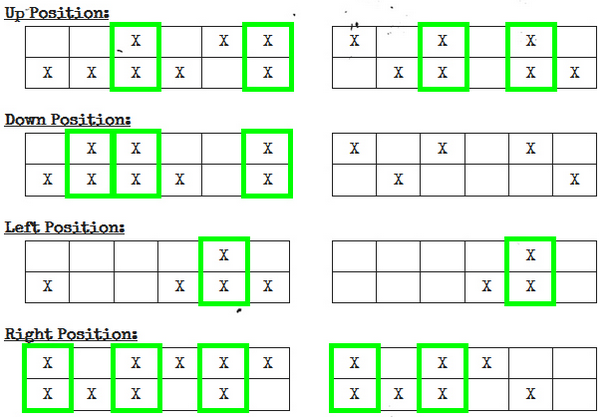 Up Position:
X X X X X X
X X X X X X X X X
Down Position:
X X X X X X
X X X X X X X
Left Position:
X X
X X X X X X
Right Position:
X X X X X X X X
X X X X X X X X